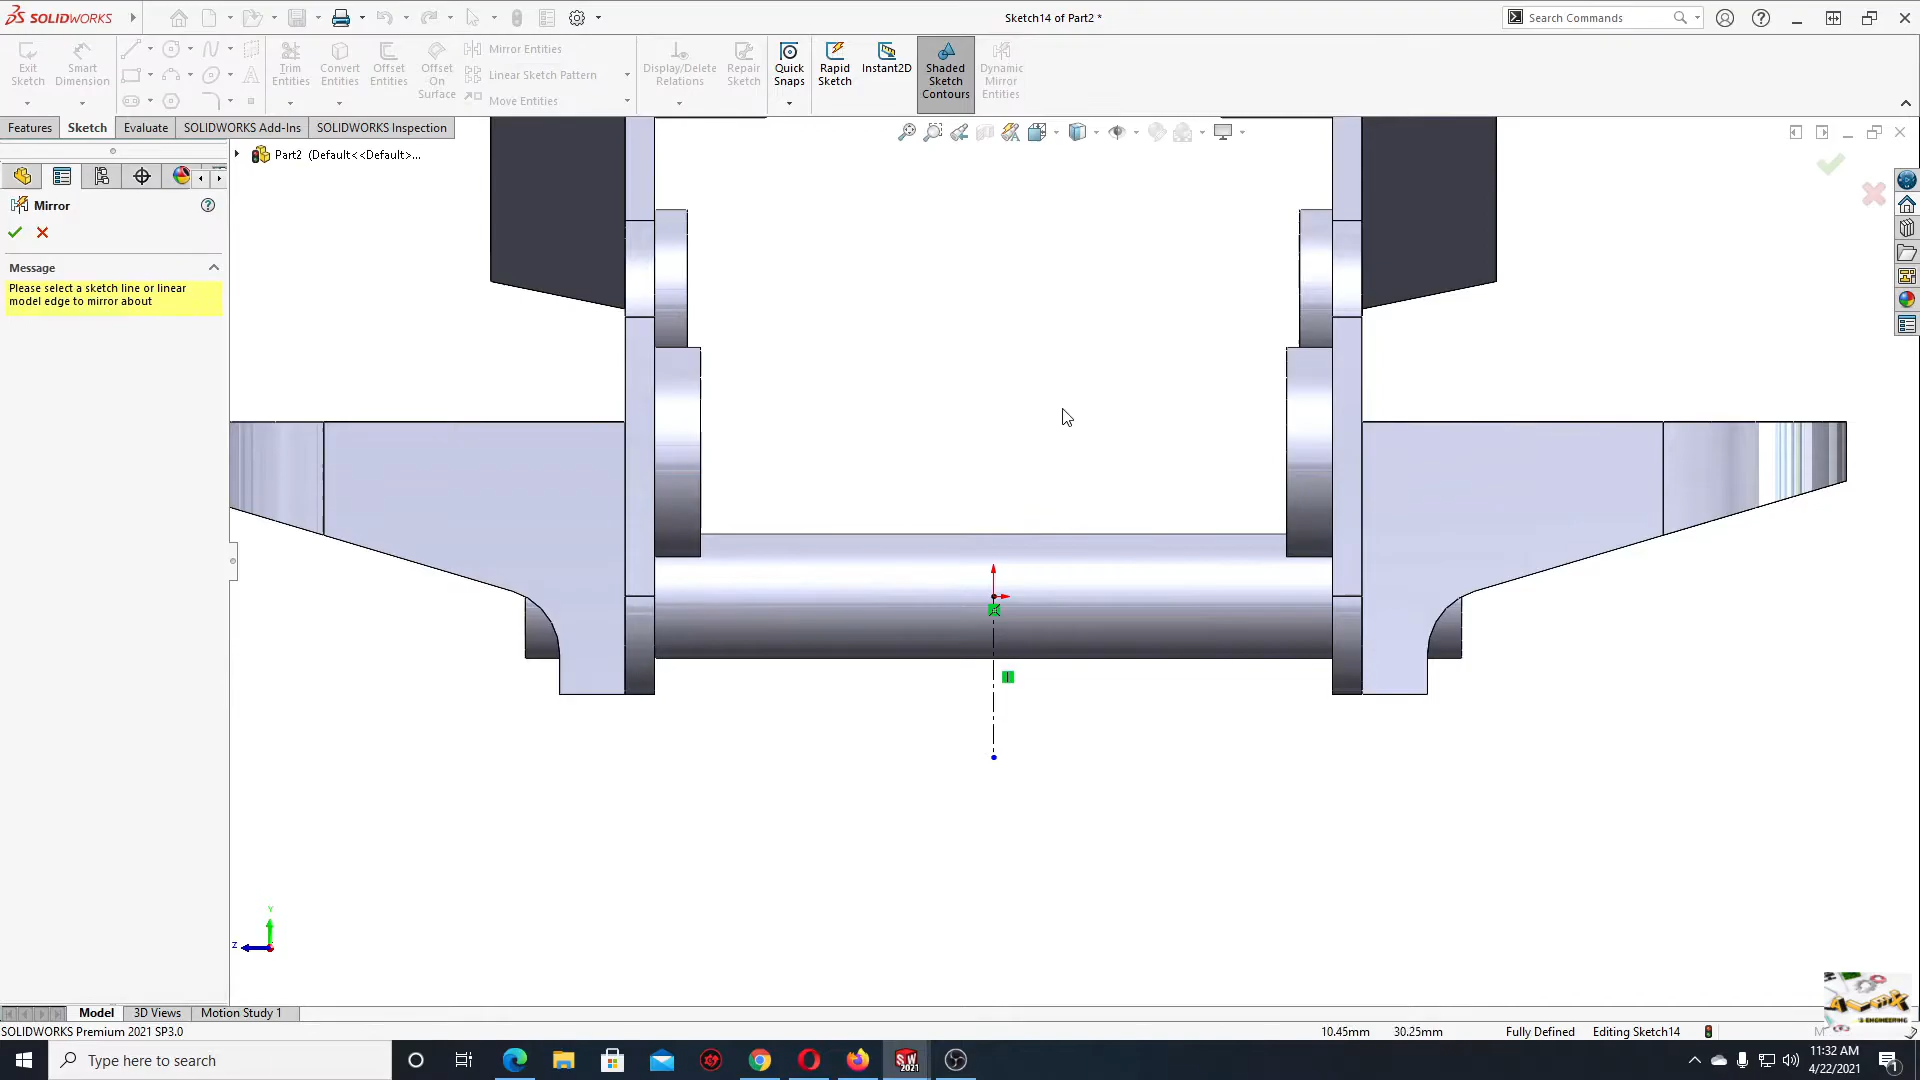 SOLIDWORKS
Sketch14 of Part2 *
Search Commands
Exit Sketch
Smart Dimension
Trim Entities
Convert Entities
Offset Entities
Offset On Surface
Mirror Entities
Linear Sketch Pattern
Move Entities
Display/Delete Relations
Repair Sketch
Quick Snaps
Rapid Sketch
Instant2D
Shaded Sketch Contours
Dynamic Mirror Entities
Features
Sketch
Evaluate
SOLIDWORKS Add-Ins
SOLIDWORKS Inspection
Part2 (Default<<Default>...
Mirror
Message
Please select a sketch line or linear
model edge to mirror about
Y
Z
Model
3D Views
Motion Study 1
SOLIDWORKS Premium 2021 SP3.0
10.45mm
30.25mm
Fully Defined
Editing Sketch14
Type here to search
11:32 AM
4/22/2021